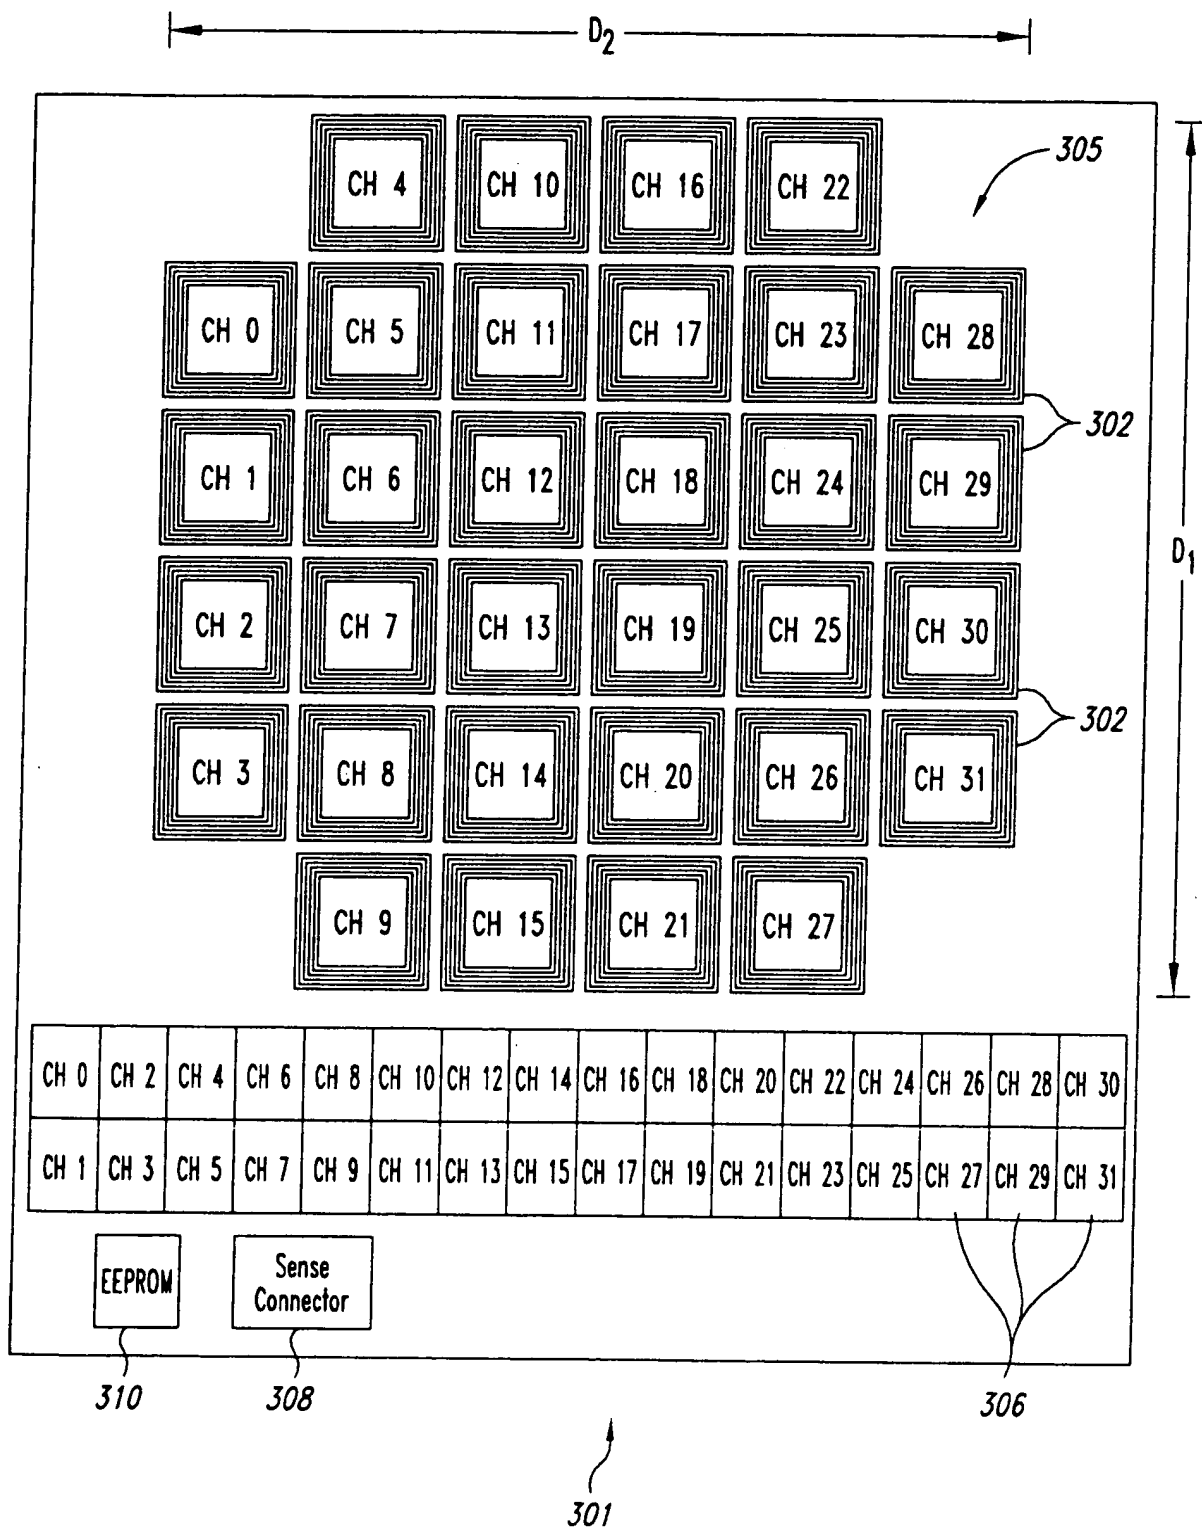 D2
305
CH 4 CH 10 CH 16 CH 22
CH 0 CH 5 CH 11 CH 17 CH 23 CH 28
302
CH 1 CH 6 CH 12 CH 18 CH 24 CH 29
D1
CH 2 CH 7 CH 13 CH 19 CH 25 CH 30
302
CH 3 CH 8 CH 14 CH 20 CH 26 CH 31
CH 9 CH 15 CH 21 CH 27
CH 0 CH 2 CH 4 CH 6 CH 8 CH 10 CH 12 CH 14 CH 16 CH 18 CH 20 CH 22 CH 24 CH 26 CH 28 CH 30
CH 1 CH 3 CH 5 CH 7 CH 9 CH 11 CH 13 CH 15 CH 17 CH 19 CH 21 CH 23 CH 25 CH 27 CH 29 CH 31
EEPROM
Sense
Connector
310
308
306
301